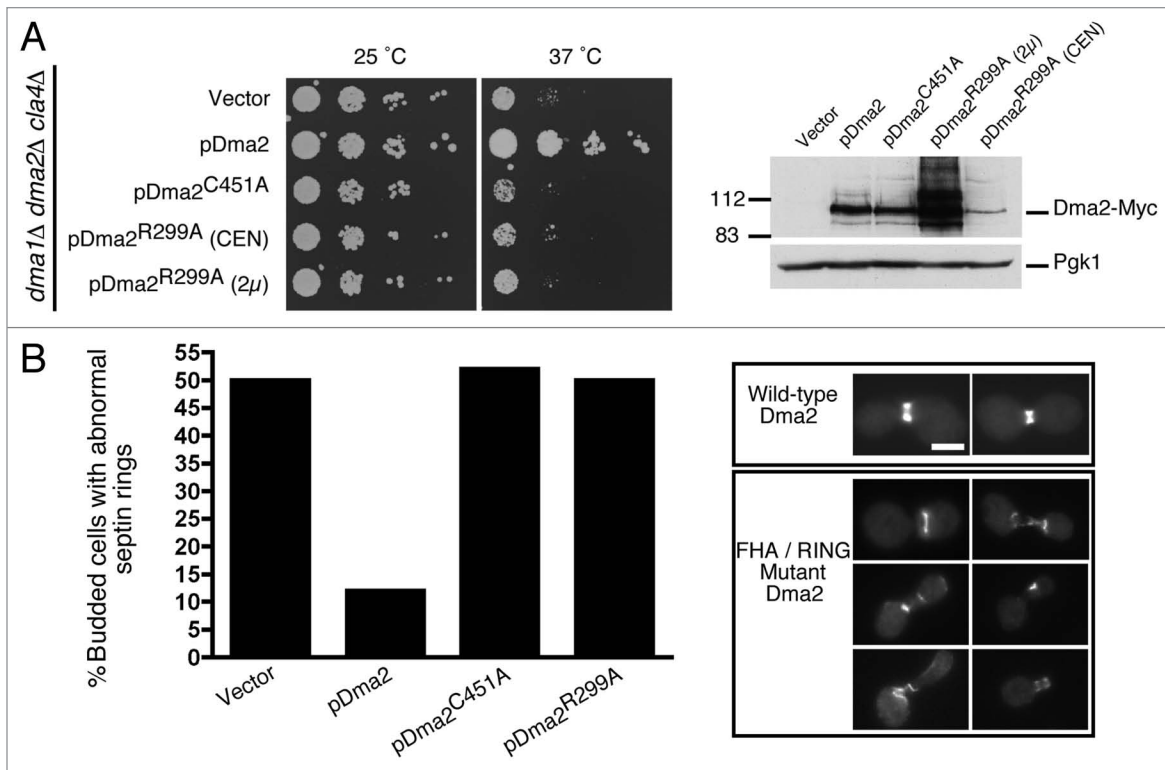 A
25 °C
37 °C
dma1Δ dma2Δ cla4Δ
Vector
pDma2
pDma2C451A
pDma2R299A (CEN)
pDma2R299A (2µ)
Vector
pDma2
pDma2C451A
pDma2R299A (2µ)
pDma2R299A (CEN)
112
83
Dma2-Myc
Pgk1
B
%Budded cells with abnormal
septin rings
55
50
45
40
35
30
25
20
15
10
5
0
Vector
pDma2
pDma2C451A
pDma2R299A
Wild-type
Dma2
FHA / RING
Mutant
Dma2